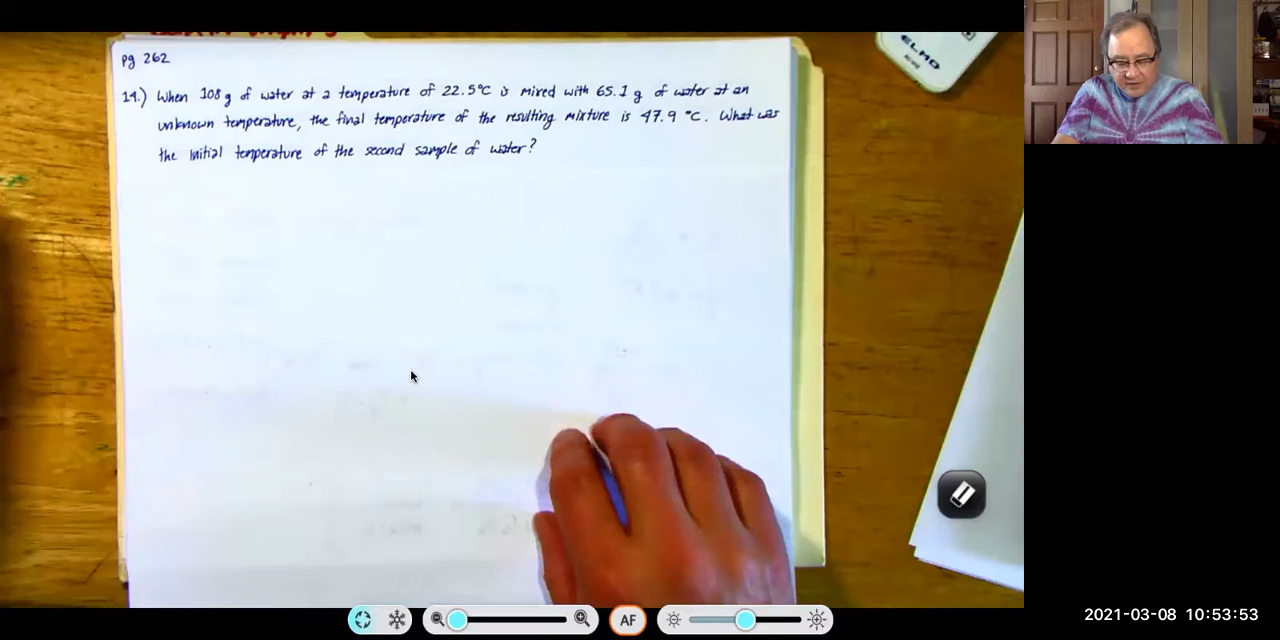 pg 262
14.) When 108 g of water at a temperature of 22.5°C is mixed with 65.1 g of water at an
unknown temperature, the final temperature of the resulting mixture is 47.9 °C. What was
the initial temperature of the second sample of water?
ELMO
AF
2021-03-08 10:53:53